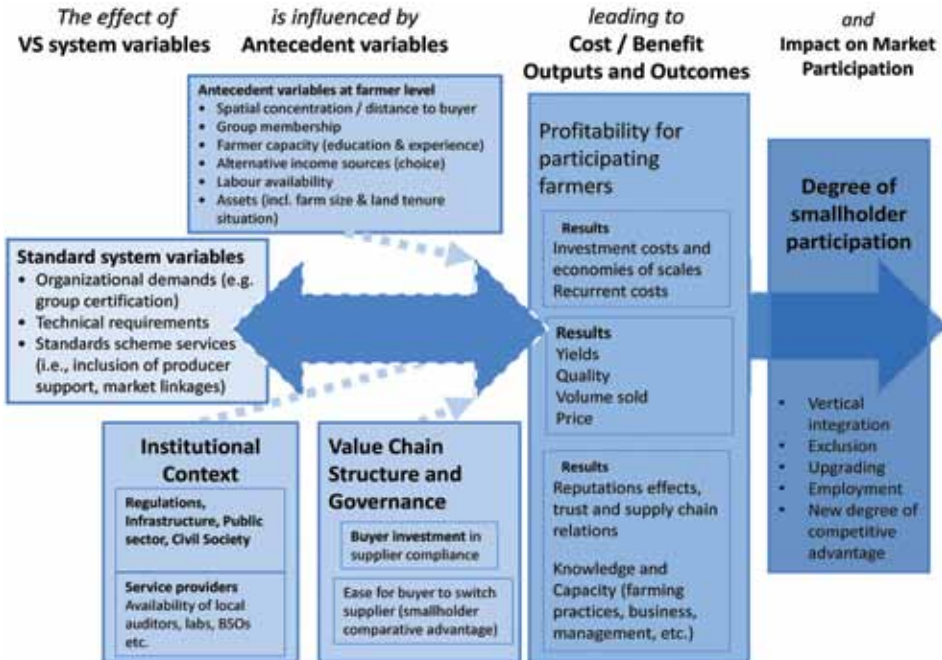 The effect of
VS system variables
is influenced by
Antecedent variables
leading to
Cost / Benefit
Outputs and Outcomes
and
Impact on Market
Participation
Antecedent variables at farmer level
• Spatial concentration / distance to buyer
• Group membership
• Farmer capacity (education & experience)
• Alternative income sources (choice)
• Labour availability
• Assets (incl. farm size & land tenure
situation)
Standard system variables
• Organizational demands (e.g.
group certification)
• Technical requirements
• Standards scheme services
(i.e., inclusion of producer
support, market linkages)
Institutional
Context
Regulations,
Infrastructure, Public
sector, Civil Society
Service providers
Availability of local
auditors, labs, BSOs
etc.
Value Chain
Structure and
Governance
Buyer investment in
supplier compliance
Ease for buyer to switch
supplier (smallholder
comparative advantage)
Profitability for
participating
farmers
Results
Investment costs and
economies of scales
Recurrent costs
Results
Yields
Quality
Volume sold
Price
Results
Reputations effects,
trust and supply chain
relations
Knowledge and
Capacity (farming
practices, business,
management, etc.)
Degree of
smallholder
participation
• Vertical
integration
• Exclusion
• Upgrading
• Employment
• New degree of
competitive
advantage